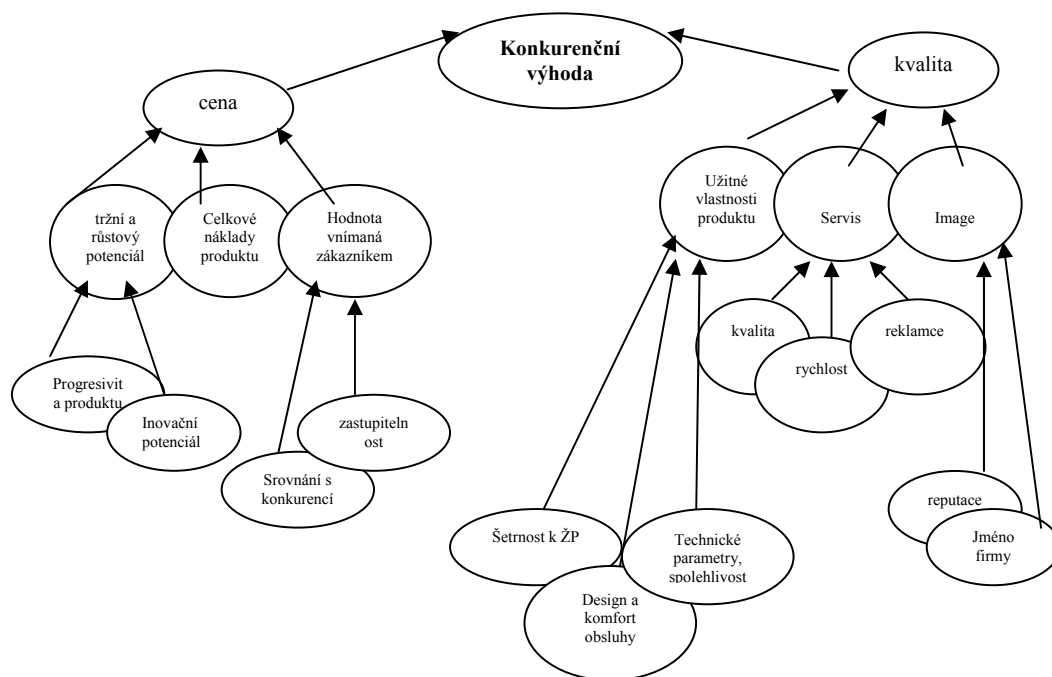 Konkurenční
výhoda
kvalita
cena
Užitné
vlastnosti
produktu
Servis
Image
tržní a
růstový
potenciál
Celkové
náklady
produktu
Hodnota
vnímaná
zákazníkem
kvalita
rychlost
reklamce
Progresivit
a produktu
Inovační
potenciál
zastupiteln
ost
Srovnání s
konkurencí
reputace
Jméno
firmy
Šetrnost k ŽP
Technické
parametry,
spolehlivost
Design a
komfort
obsluhy